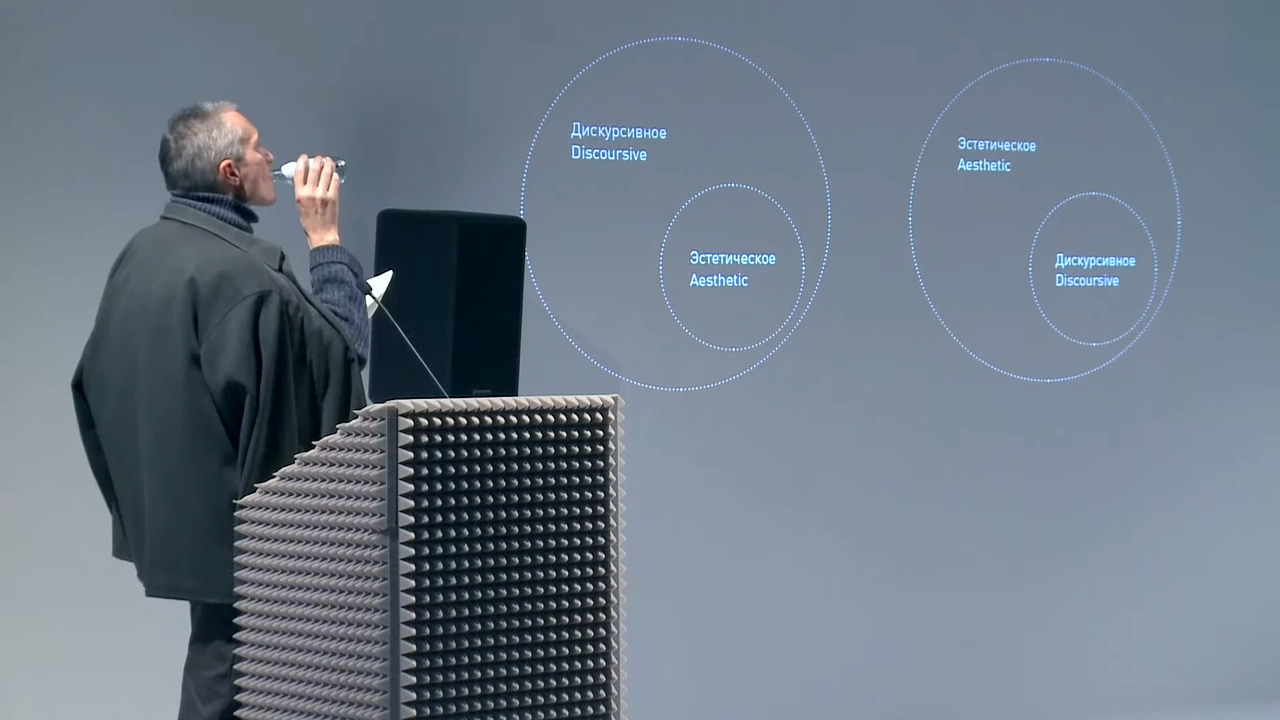 Дискурсивное
Discoursive
Эстетическое
Aesthetic
Эстетическое
Aesthetic
Дискурсивное
Discoursive